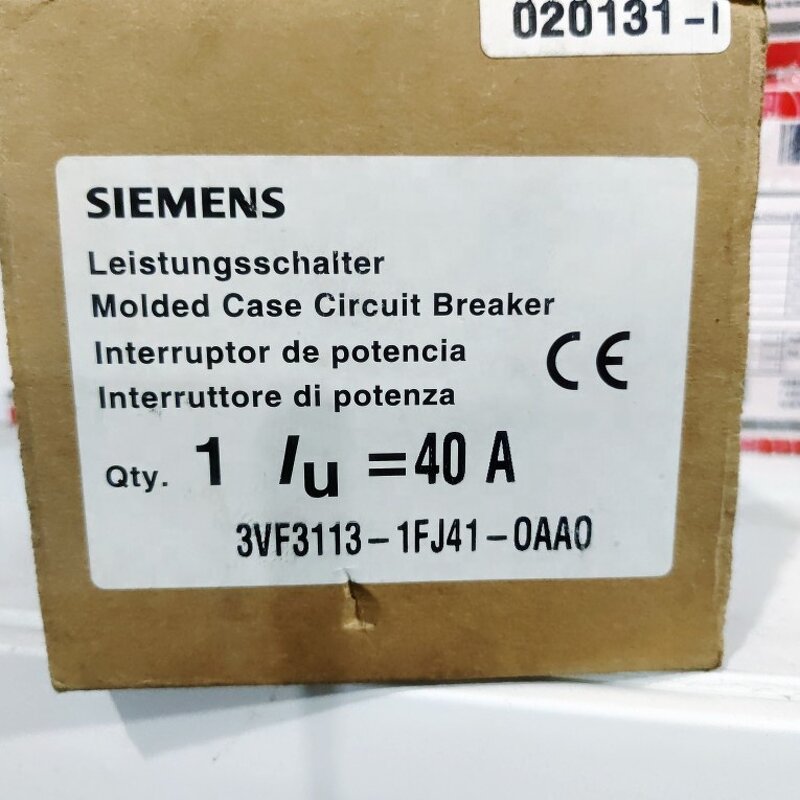 020131-I
SIEMENS
Leistungsschalter
Molded Case Circuit Breaker
Interruptor de potencia
Interruttore di potenza
CE
Qty. 1 Iu = 40 A
3VF3113-1FJ41-0AA0